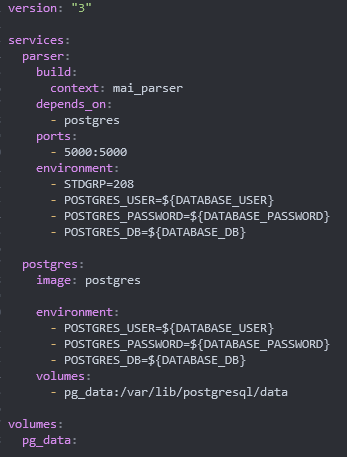 version: "3"

services:
  parser:
    build:
      context: mai_parser
    depends_on:
      - postgres
    ports:
      - 5000:5000
    environment:
      - STDGRP=208
      - POSTGRES_USER=${DATABASE_USER}
      - POSTGRES_PASSWORD=${DATABASE_PASSWORD}
      - POSTGRES_DB=${DATABASE_DB}

  postgres:
    image: postgres

    environment:
      - POSTGRES_USER=${DATABASE_USER}
      - POSTGRES_PASSWORD=${DATABASE_PASSWORD}
      - POSTGRES_DB=${DATABASE_DB}
    volumes:
      - pg_data:/var/lib/postgresql/data

volumes:
  pg_data: